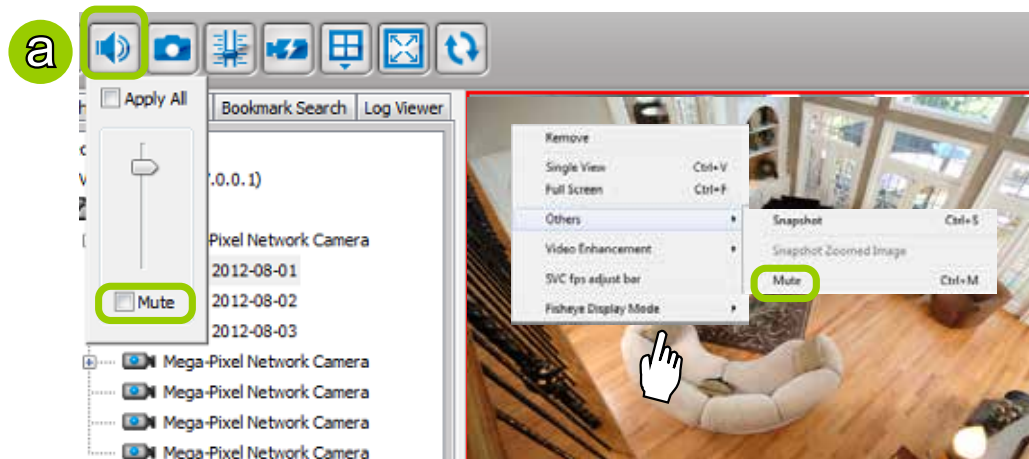 a
Apply All
Bookmark Search
Log Viewer
.0.0.1)
Pixel Network Camera
2012-08-01
2012-08-02
2012-08-03
Mute
Mega-Pixel Network Camera
Mega-Pixel Network Camera
Mega-Pixel Network Camera
Mega-Pixel Network Camera
Remove
Single View Ctrl+V
Full Screen Ctrl+F
Others
Video Enhancement
SVC fps adjust bar
Fisheye Display Mode
Snapshot Ctrl+S
Snapshot Zoomed Image
Mute Ctrl+M